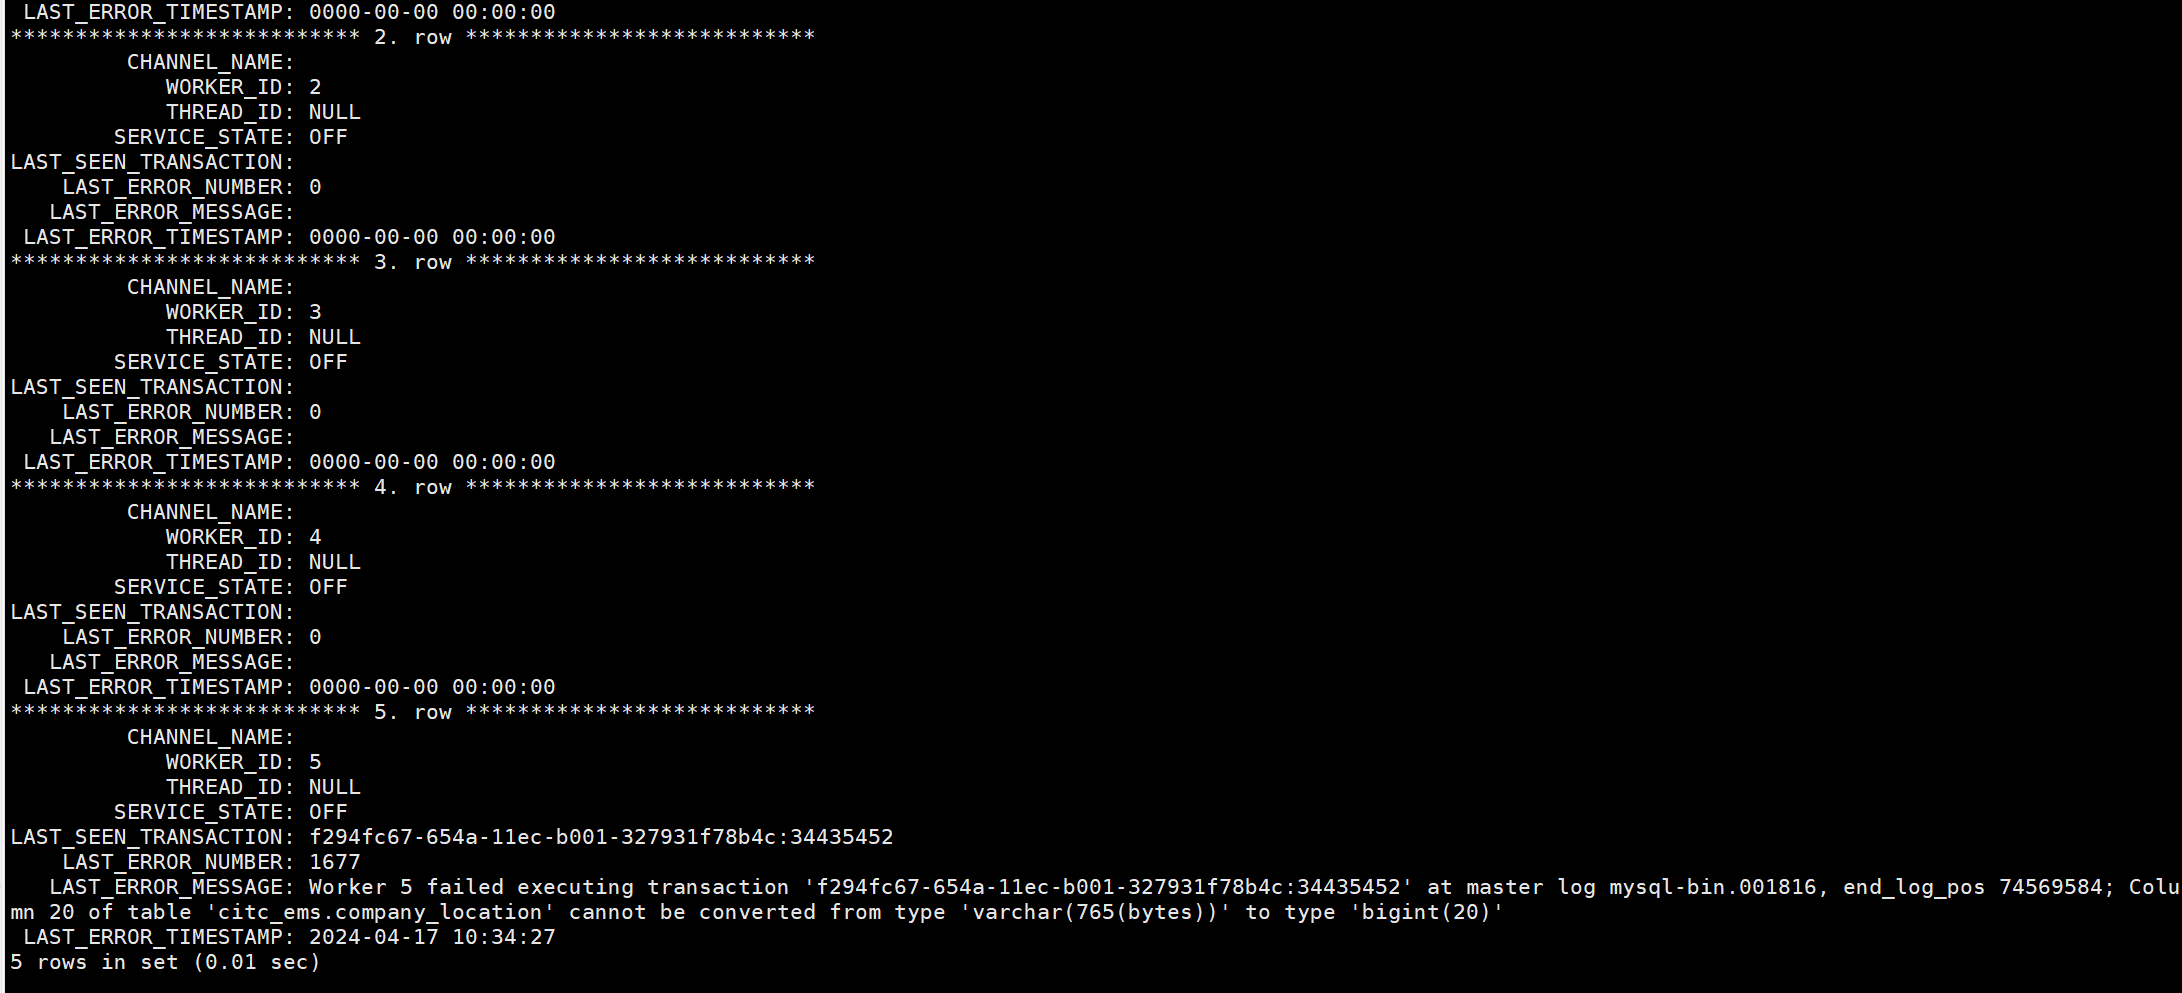 LAST_ERROR_TIMESTAMP: 0000-00-00 00:00:00
*************************** 2. row ***************************
CHANNEL_NAME:
WORKER_ID: 2
THREAD_ID: NULL
SERVICE_STATE: OFF
LAST_SEEN_TRANSACTION:
LAST_ERROR_NUMBER: 0
LAST_ERROR_MESSAGE:
LAST_ERROR_TIMESTAMP: 0000-00-00 00:00:00
*************************** 3. row ***************************
CHANNEL_NAME:
WORKER_ID: 3
THREAD_ID: NULL
SERVICE_STATE: OFF
LAST_SEEN_TRANSACTION:
LAST_ERROR_NUMBER: 0
LAST_ERROR_MESSAGE:
LAST_ERROR_TIMESTAMP: 0000-00-00 00:00:00
*************************** 4. row ***************************
CHANNEL_NAME:
WORKER_ID: 4
THREAD_ID: NULL
SERVICE_STATE: OFF
LAST_SEEN_TRANSACTION:
LAST_ERROR_NUMBER: 0
LAST_ERROR_MESSAGE:
LAST_ERROR_TIMESTAMP: 0000-00-00 00:00:00
*************************** 5. row ***************************
CHANNEL_NAME:
WORKER_ID: 5
THREAD_ID: NULL
SERVICE_STATE: OFF
LAST_SEEN_TRANSACTION: f294fc67-654a-11ec-b001-327931f78b4c:34435452
LAST_ERROR_NUMBER: 1677
LAST_ERROR_MESSAGE: Worker 5 failed executing transaction 'f294fc67-654a-11ec-b001-327931f78b4c:34435452' at master log mysql-bin.001816, end_log_pos 74569584; Colu
mn 20 of table 'citc_ems.company_location' cannot be converted from type 'varchar(765(bytes))' to type 'bigint(20)'
LAST_ERROR_TIMESTAMP: 2024-04-17 10:34:27
5 rows in set (0.01 sec)